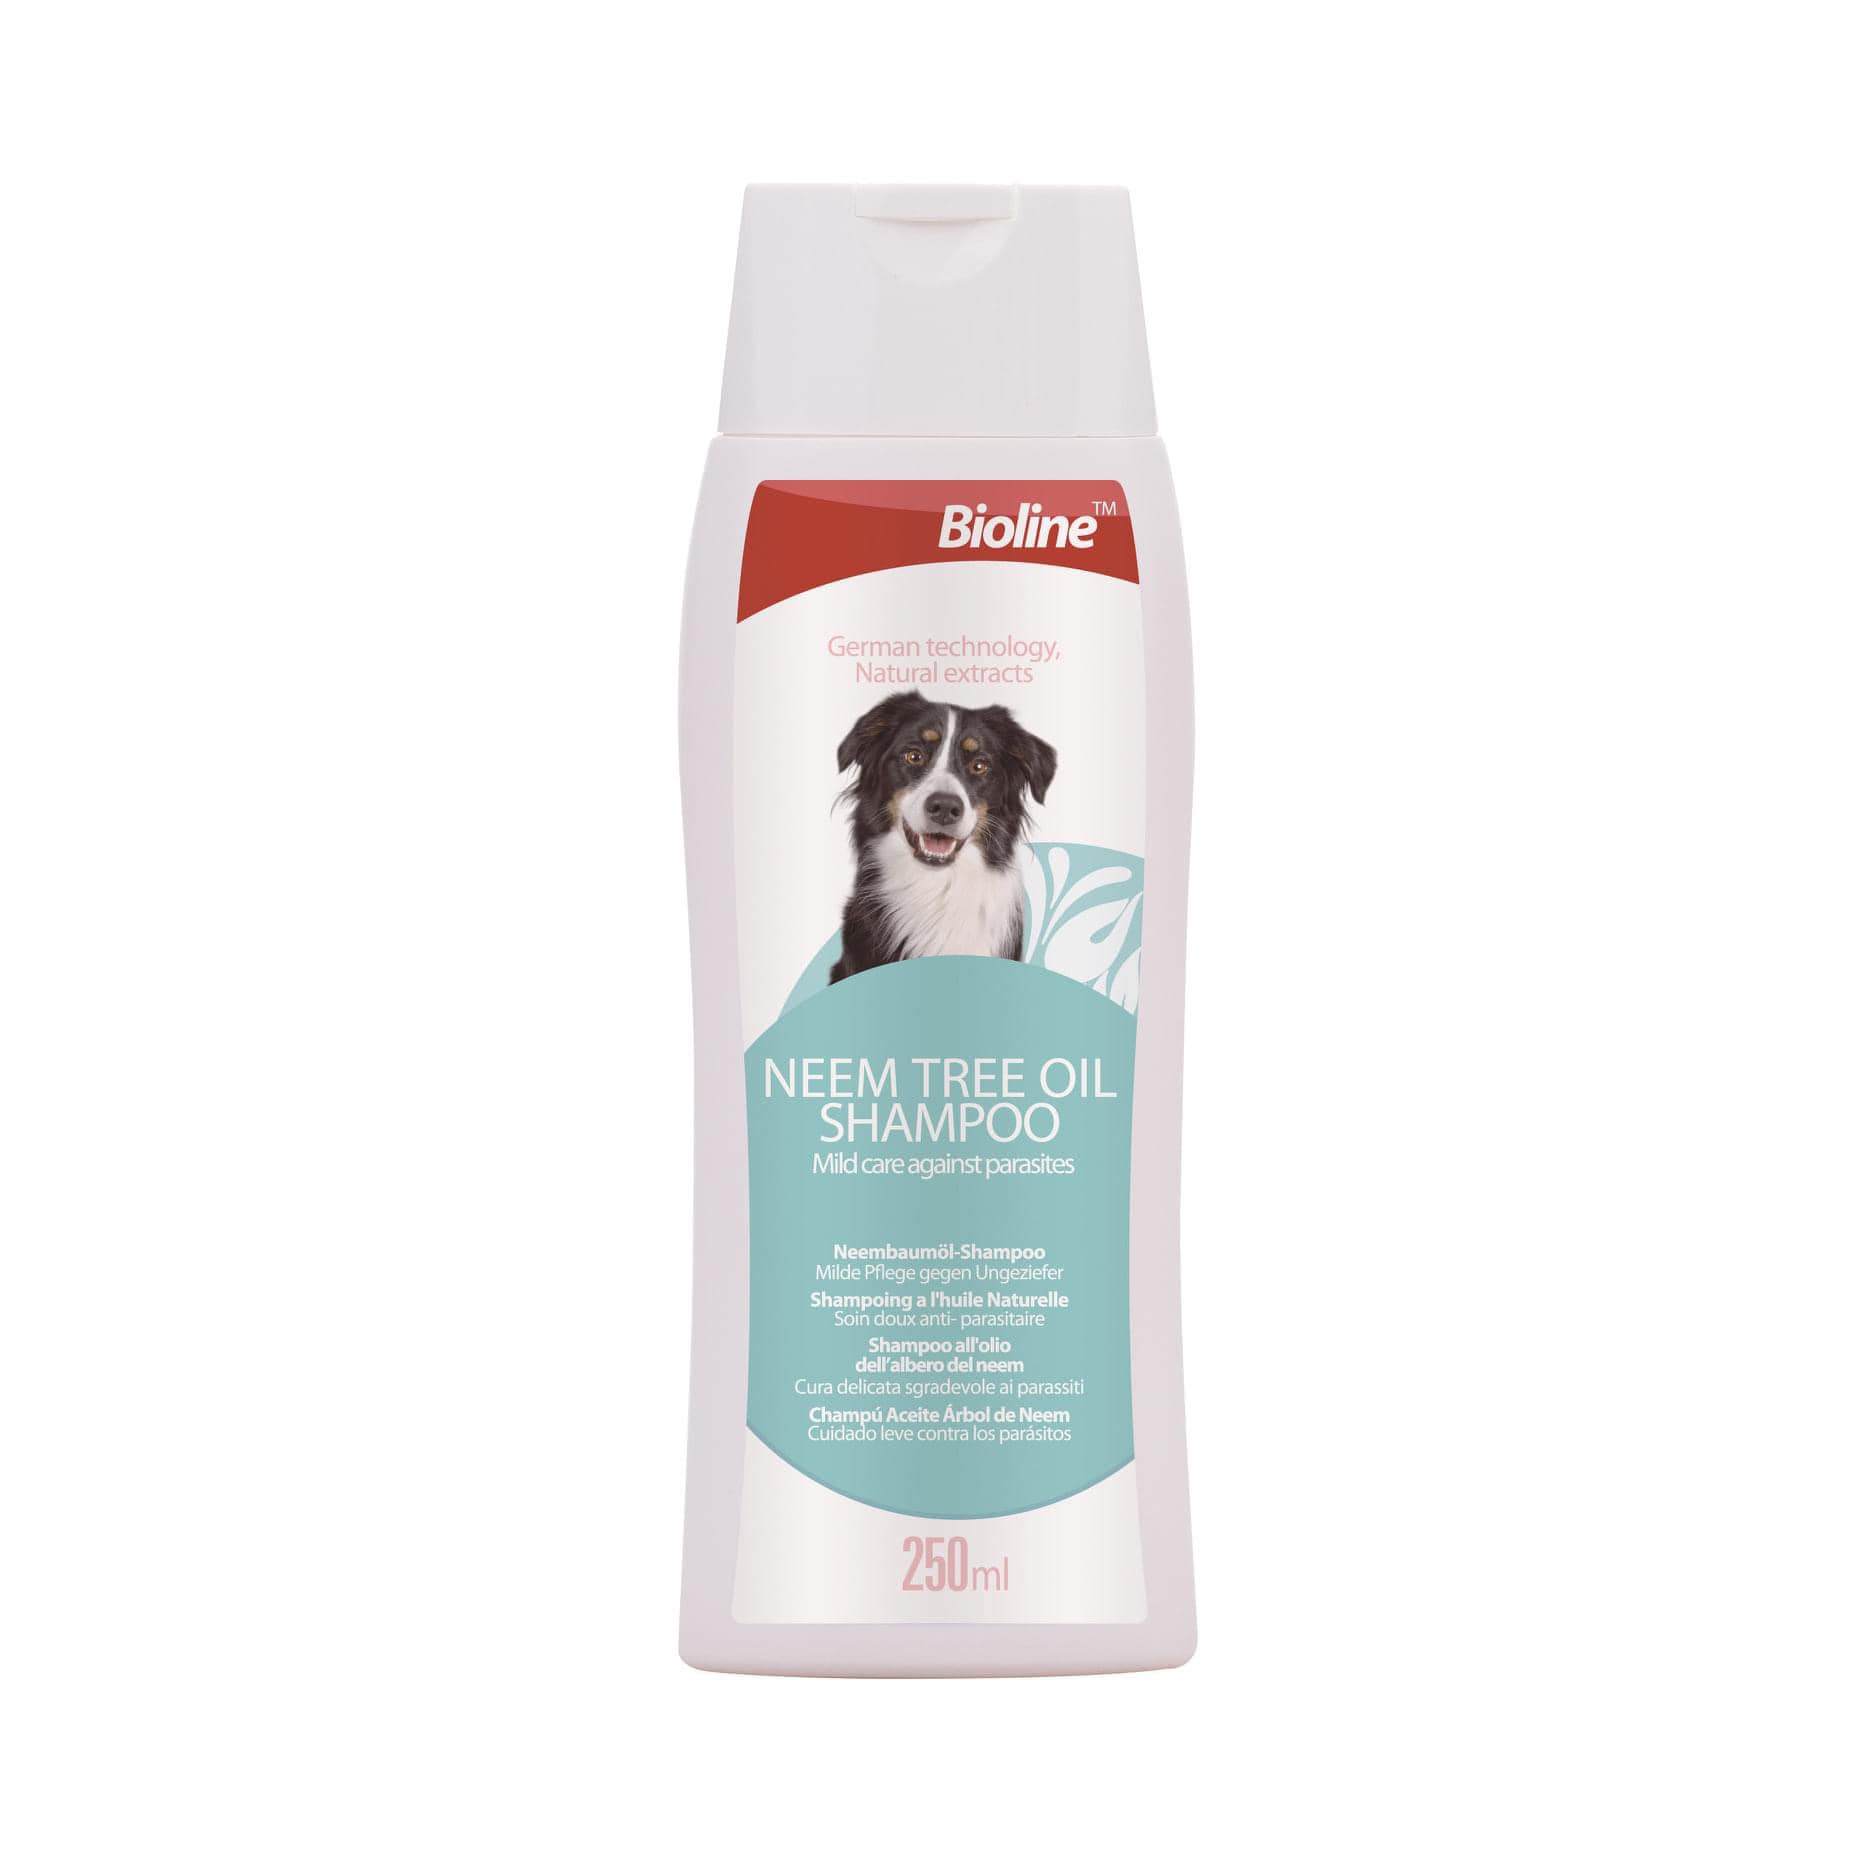 Bioline™
German technology,
Natural extracts
NEEM TREE OIL
SHAMPOO
Mild care against parasites
Neembaumöl-Shampoo
Milde Pflege gegen Ungeziefer
Shampoing a l'huile Naturelle
Soin doux anti- parasitaire
Shampoo all'olio
dell’albero del neem
Cura delicata sgradevole ai parassiti
Champú Aceite Árbol de Neem
Cuidado leve contra los parásitos
250ml